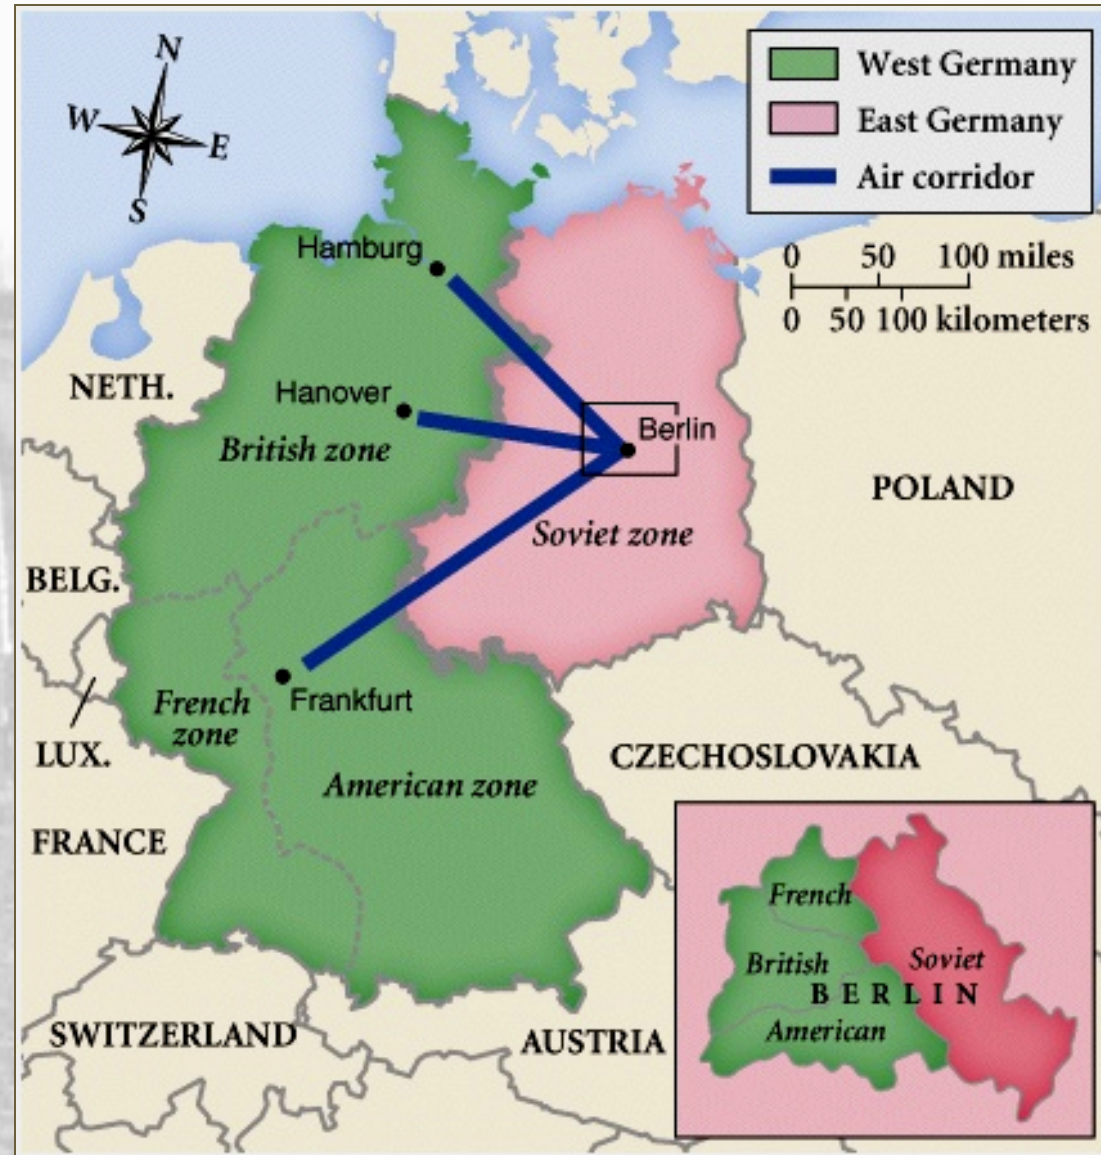 N
W
E
S
West Germany
East Germany
Air corridor
0 50 100 miles
0 50 100 kilometers
Hamburg
NETH.
Hanover
Berlin
British zone
POLAND
Soviet zone
BELG.
Frankfurt
French
zone
LUX.
CZECHOSLOVAKIA
American zone
FRANCE
French
British
Soviet
BERLIN
American
SWITZERLAND
AUSTRIA